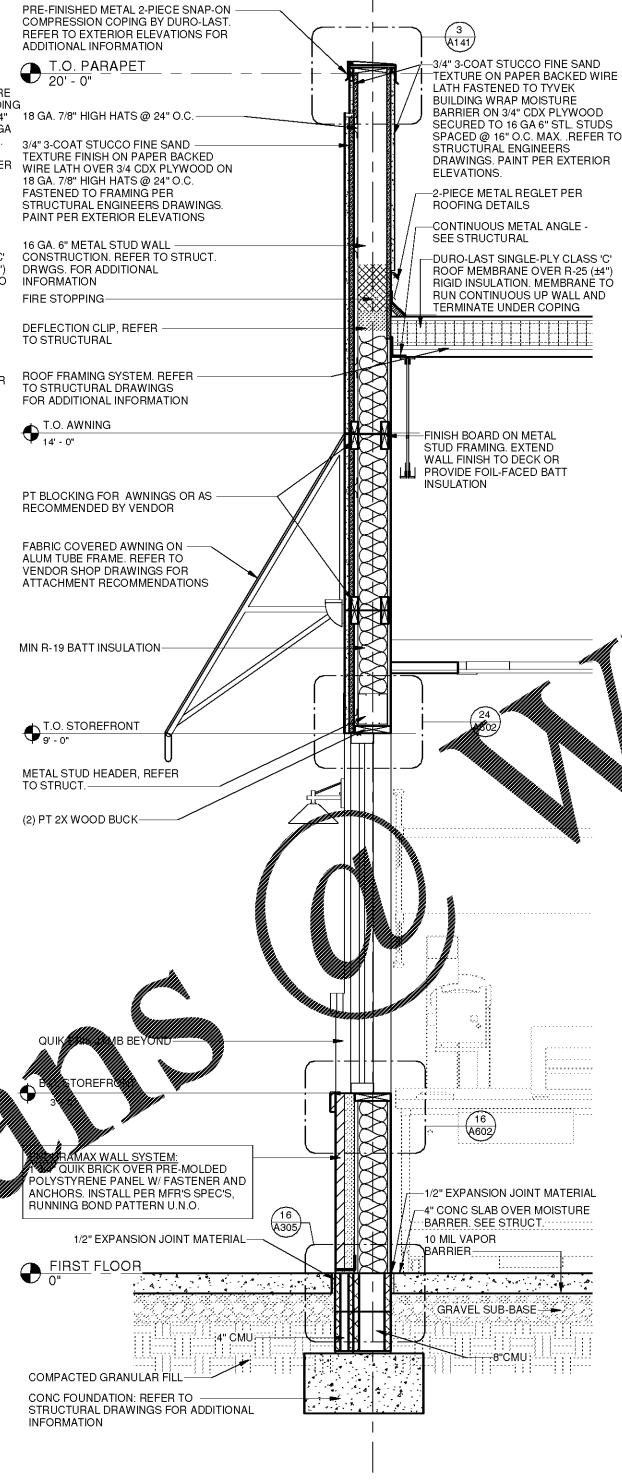 PRE-FINISHED METAL 2-PIECE SNAP-ON
COMPRESSION COPING BY DURO-LAST.
REFER TO EXTERIOR ELEVATIONS FOR
ADDITIONAL INFORMATION
T.O. PARAPET
20' - 0"
18 GA. 7/8" HIGH HATS @ 24" O.C.
3/4" 3-COAT STUCCO FINE SAND
TEXTURE FINISH ON PAPER BACKED
WIRE LATH OVER 3/4 CDX PLYWOOD ON
18 GA. 7/8" HIGH HATS @ 24" O.C.
FASTENED TO FRAMING PER
STRUCTURAL ENGINEERS DRAWINGS.
PAINT PER EXTERIOR ELEVATIONS
16 GA. 6" METAL STUD WALL
CONSTRUCTION. REFER TO STRUCT.
DRWGS. FOR ADDITIONAL
INFORMATION
FIRE STOPPING
DEFLECTION CLIP, REFER
TO STRUCTURAL
ROOF FRAMING SYSTEM. REFER
TO STRUCTURAL DRAWINGS
FOR ADDITIONAL INFORMATION
T.O. AWNING
14' - 0"
PT BLOCKING FOR AWNINGS OR AS
RECOMMENDED BY VENDOR
FABRIC COVERED AWNING ON
ALUM TUBE FRAME. REFER TO
VENDOR SHOP DRAWINGS FOR
ATTACHMENT RECOMMENDATIONS
MIN R-19 BATT INSULATION
T.O. STOREFRONT
9' - 0"
METAL STUD HEADER, REFER
TO STRUCT.
(2) PT 2X WOOD BUCK
3
A141
3/4" 3-COAT STUCCO FINE SAND
TEXTURE ON PAPER BACKED WIRE
LATH FASTENED TO TYVEK
BUILDING WRAP MOISTURE
BARRIER ON 3/4" CDX PLYWOOD
SECURED TO 16 GA 6" STL. STUDS
SPACED @ 16" O.C. MAX. .REFER TO
STRUCTURAL ENGINEERS
DRAWINGS. PAINT PER EXTERIOR
ELEVATIONS.
2-PIECE METAL REGLET PER
ROOFING DETAILS
CONTINUOUS METAL ANGLE -
SEE STRUCTURAL
DURO-LAST SINGLE-PLY CLASS 'C'
ROOF MEMBRANE OVER R-25 (±4")
RIGID INSULATION. MEMBRANE TO
RUN CONTINUOUS UP WALL AND
TERMINATE UNDER COPING
FINISH BOARD ON METAL
STUD FRAMING. EXTEND
WALL FINISH TO DECK OR
PROVIDE FOIL-FACED BATT
INSULATION
24
A602
ans @ W
QUIK BEYOND
STOREFRONT
16
A602
WALL SYSTEM:
QUIK BRICK OVER PRE-MOLDED
POLYSTYRENE PANEL W/ FASTENER AND
ANCHORS. INSTALL PER MFR'S SPEC'S,
RUNNING BOND PATTERN U.N.O.
16
A305
1/2" EXPANSION JOINT MATERIAL
1/2" EXPANSION JOINT MATERIAL
4" CONC SLAB OVER MOISTURE
BARRER. SEE STRUCT.
10 MIL VAPOR
BARRIER
FIRST FLOOR
0"
GRAVEL SUB-BASE
4" CMU
8"CMU
COMPACTED GRANULAR FILL
CONC FOUNDATION: REFER TO
STRUCTURAL DRAWINGS FOR ADDITIONAL
INFORMATION